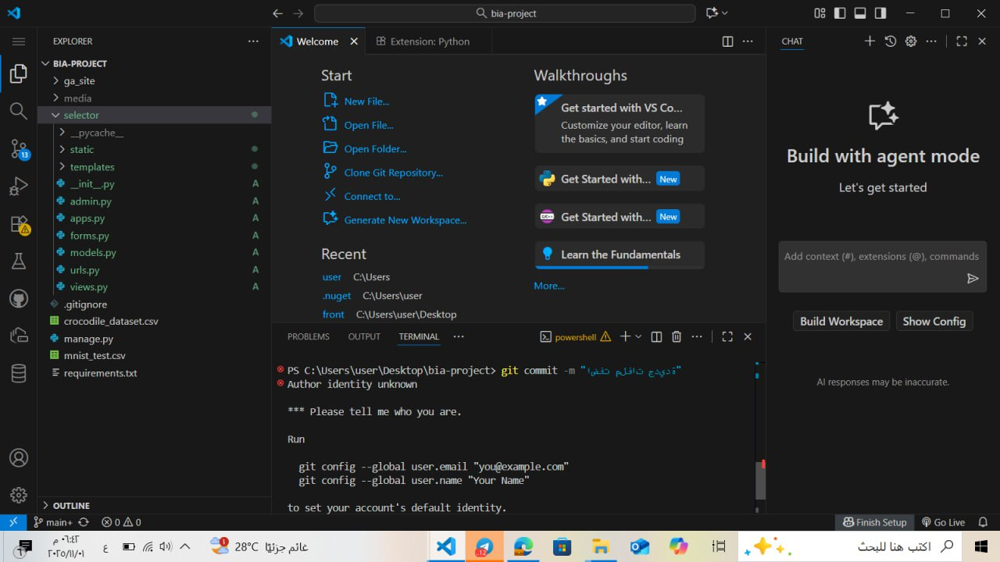 bia-project
EXPLORER
BIA-PROJECT
ga_site
media
selector
__pycache__
static
templates
__init__.py A
admin.py A
apps.py A
forms.py A
models.py A
urls.py A
views.py A
.gitignore
crocodile_dataset.csv
manage.py
mnist_test.csv
requirements.txt
OUTLINE
13
Welcome
Extension: Python
Start
New File...
Open File...
Open Folder...
Clone Git Repository...
Connect to...
Generate New Workspace...
Recent
user C:\Users
.nuget C:\Users\user
front C:\Users\user\Desktop
Walkthroughs
Get started with VS Co...
Customize your editor, learn
the basics, and start coding
Get Started with... New
C/C++ Get Started with... New
Learn the Fundamentals
More...
PROBLEMS OUTPUT TERMINAL ...
powershell
PS C:\Users\user\Desktop\bia-project> git commit -m "اضفت ملفات جديدة"
Author identity unknown
*** Please tell me who you are.
Run
git config --global user.email "you@example.com"
git config --global user.name "Your Name"
to set your account's default identity.
CHAT
Build with agent mode
Let's get started
Add context (#), extensions (@), commands
Build Workspace
Show Config
AI responses may be inaccurate.
main+ 0 0
Finish Setup
Go Live
٠٦:٤٢ م
٢٠٢٥/١١/٠١
1
ع
1
28°C غائم جزئيًا
12
اكتب هنا للبحث